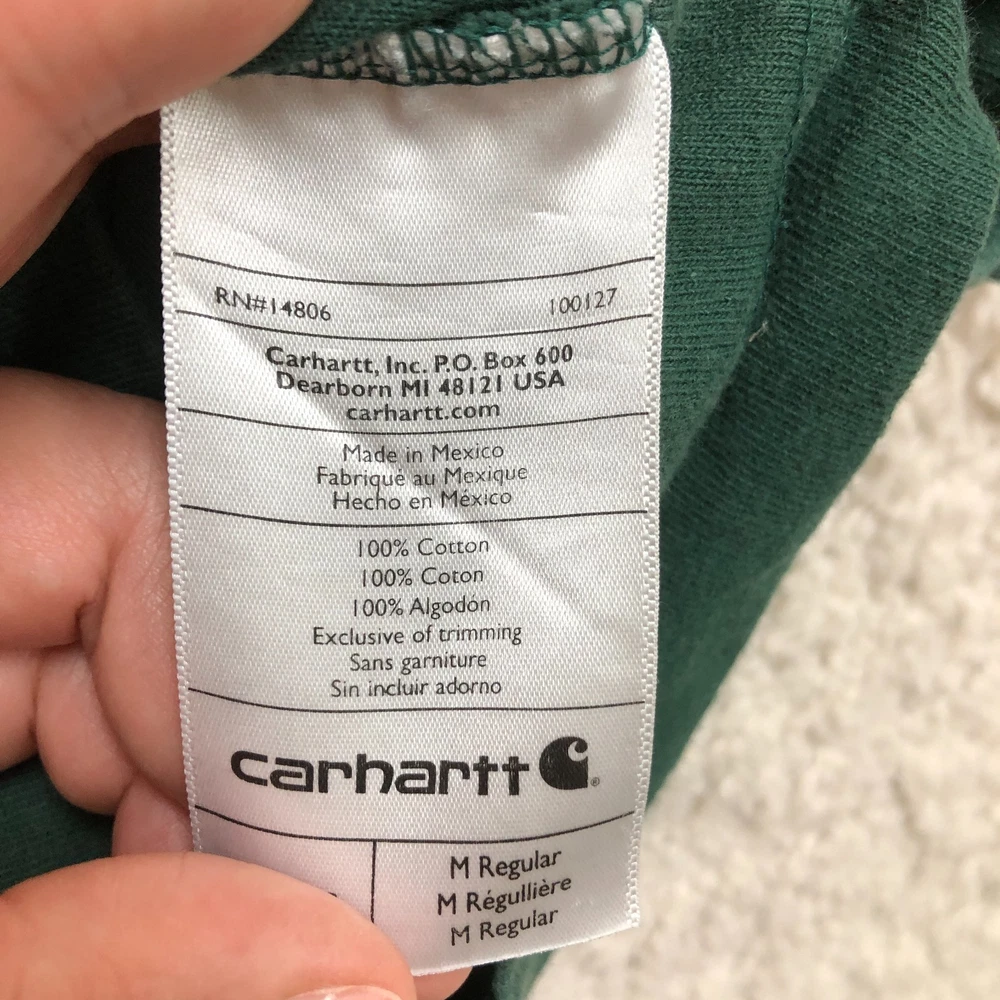 RN#14806 100127
Carhartt, Inc. P.O. Box 600
Dearborn MI 48121 USA
carhartt.com
Made in Mexico
Fabriqué au Mexique
Hecho en México
100% Cotton
100% Coton
100% Algodón
Exclusive of trimming
Sans garniture
Sin incluir adorno
carhartt
M Regular
M Régullière
M Regular